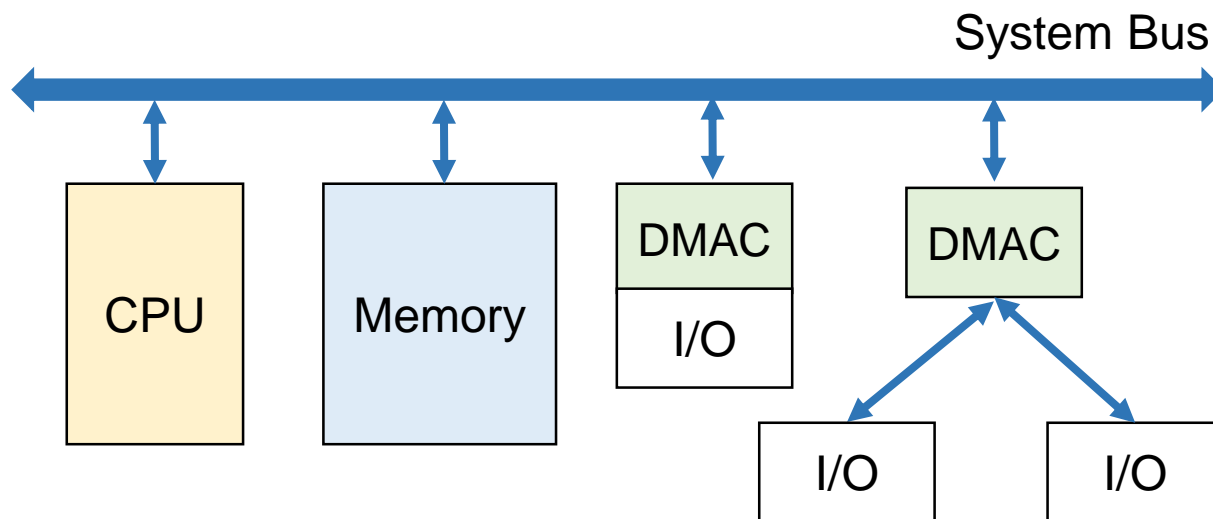 System Bus
CPU
Memory
DMAC
I/O
DMAC
I/O
I/O